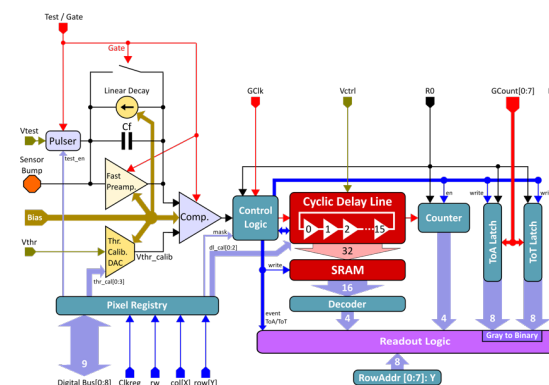 Test / Gate
Gate
Linear Decay
GClk
Vctrl
R0
GCount[0:7]
Vtest
Pulser
Cf
test_en
Sensor
Bump
Fast
Preamp.
Bias
Comp.
Control
Logic
Cyclic Delay Line
0 1 2 ...15
Counter
en
write
ToA Latch
ToT Latch
Vthr
Thr.
Calib.
DAC
Vthr_calib
mask
dl_cal[0:2]
thr_cal[0:3]
32
write
SRAM
16
Decoder
4
4
8
8
Pixel Registry
event
ToA/ToT
Gray to Binary
Readout Logic
9
8
Digital Bus[0:8]
Clkreg
rw
col[X]
row[Y]
RowAddr [0:7]: Y